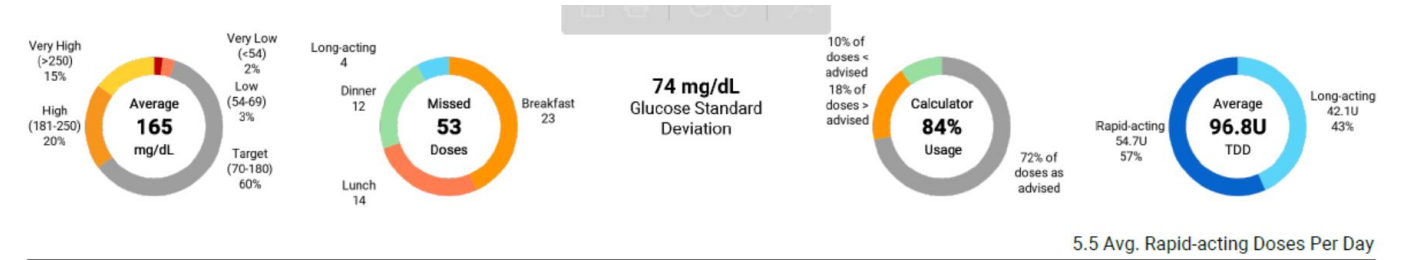 Very High
(>250)
15%
High
(181-250)
20%
Average
165
mg/dL
Very Low
(<54)
2%
Low
(54-69)
3%
Target
(70-180)
60%
Long-acting
4
Dinner
12
Lunch
14
Missed
53
Doses
Breakfast
23
74 mg/dL
Glucose Standard
Deviation
10% of
doses <
advised
18% of
doses >
advised
Calculator
84%
Usage
72% of
doses as
advised
Rapid-acting
54.7U
57%
Average
96.8U
TDD
Long-acting
42.1U
43%
5.5 Avg. Rapid-acting Doses Per Day